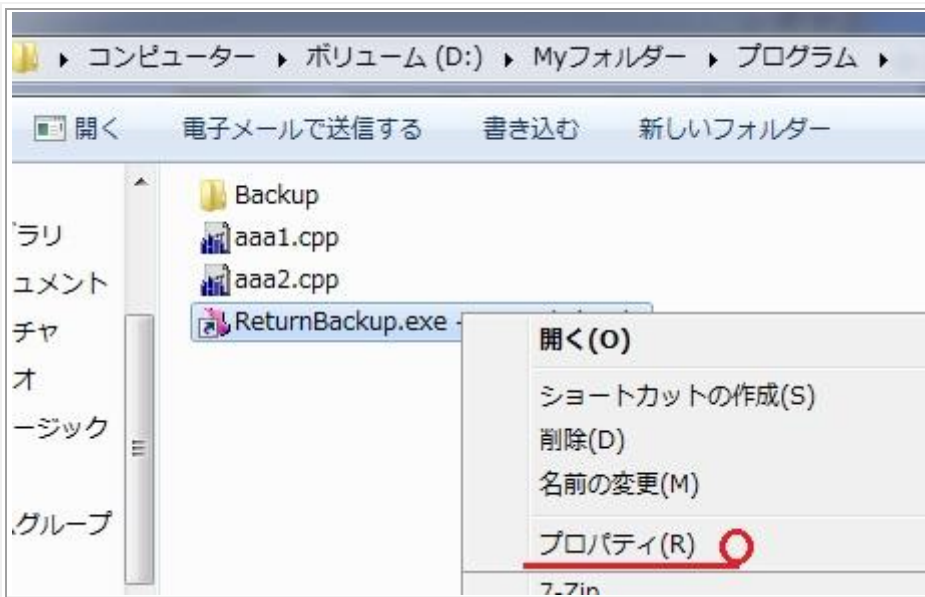 コンピューター ▸ ボリューム (D:) ▸ Myフォルダー ▸ プログラム ▸
開く 電子メールで送信する 書き込む 新しいフォルダー
Backup
ラリ
aaa1.cpp
ュメント
aaa2.cpp
チャ
ReturnBackup.exe -
オ
ージック
グループ
開く(O)
ショートカットの作成(S)
削除(D)
名前の変更(M)
プロパティ(R)
7-Zip